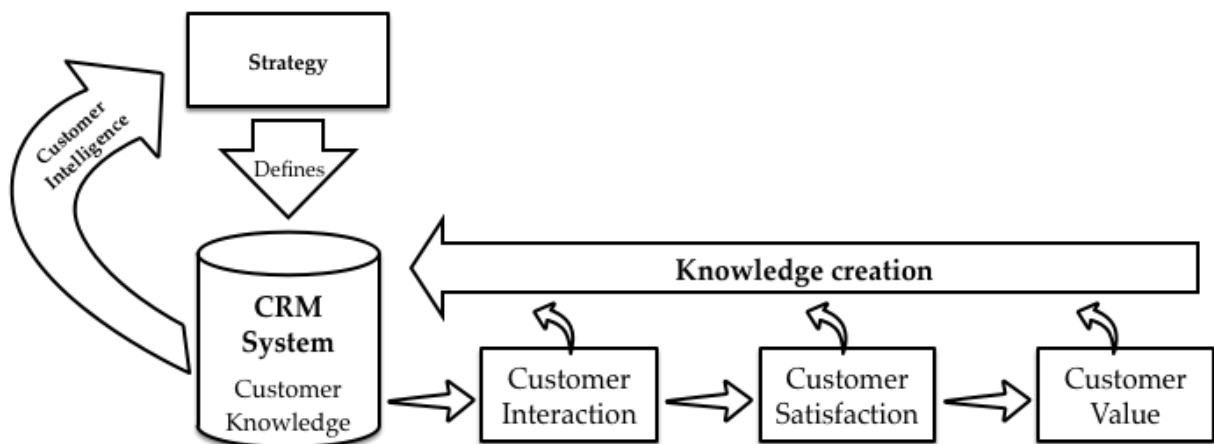 Strategy
Customer
Intelligence
Defines
Knowledge creation
CRM
System
Customer
Knowledge
Customer
Interaction
Customer
Satisfaction
Customer
Value